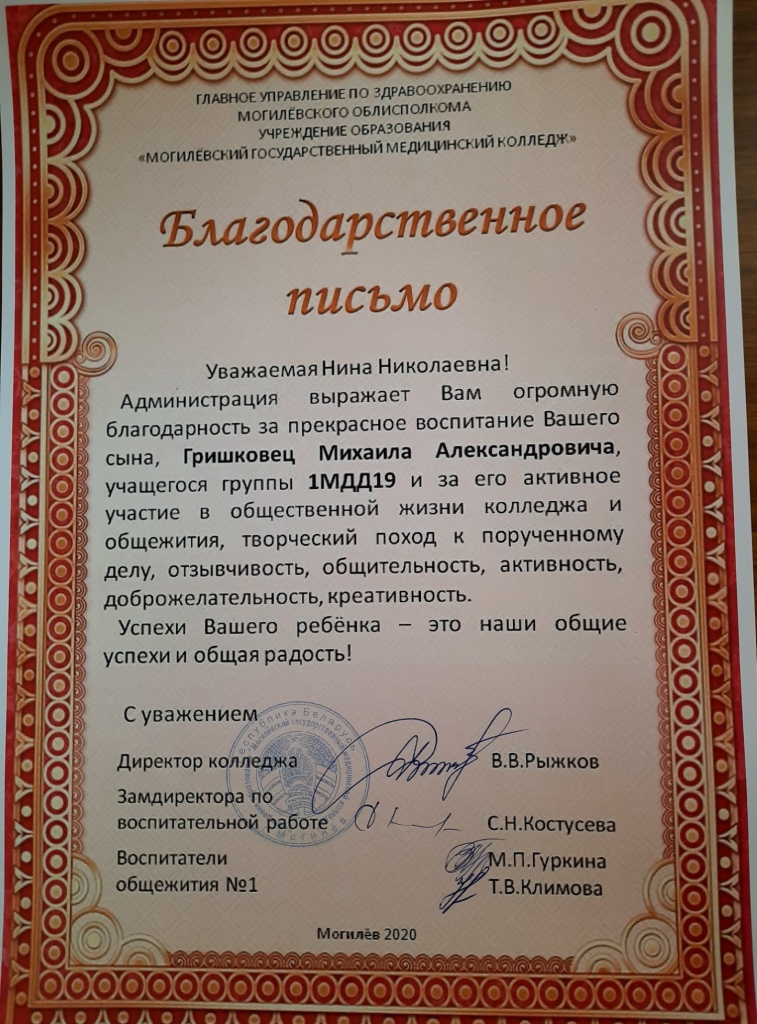 ГЛАВНОЕ УПРАВЛЕНИЕ ПО ЗДРАВООХРАНЕНИЮ
МОГИЛЁВСКОГО ОБЛИСПОЛКОМА
УЧРЕЖДЕНИЕ ОБРАЗОВАНИЯ
«МОГИЛЁВСКИЙ ГОСУДАРСТВЕННЫЙ МЕДИЦИНСКИЙ КОЛЛЕДЖ»
Благодарственное
письмо
Уважаемая Нина Николаевна!
Администрация выражает Вам огромную
благодарность за прекрасное воспитание Вашего
сына, Гришковец Михаила Александровича,
учащегося группы 1МДД19 и за его активное
участие в общественной жизни колледжа и
общежития, творческий поход к порученному
делу, отзывчивость, общительность, активность,
доброжелательность, креативность.
Успехи Вашего ребёнка – это наши общие
успехи и общая радость!
С уважением
Республика Беларусь
Могилёв
Директор колледжа В.В.Рыжков
Замдиректора по
воспитательной работе С.Н.Костусева
Воспитатели М.П.Гуркина
общежития №1 Т.В.Климова
Могилёв 2020